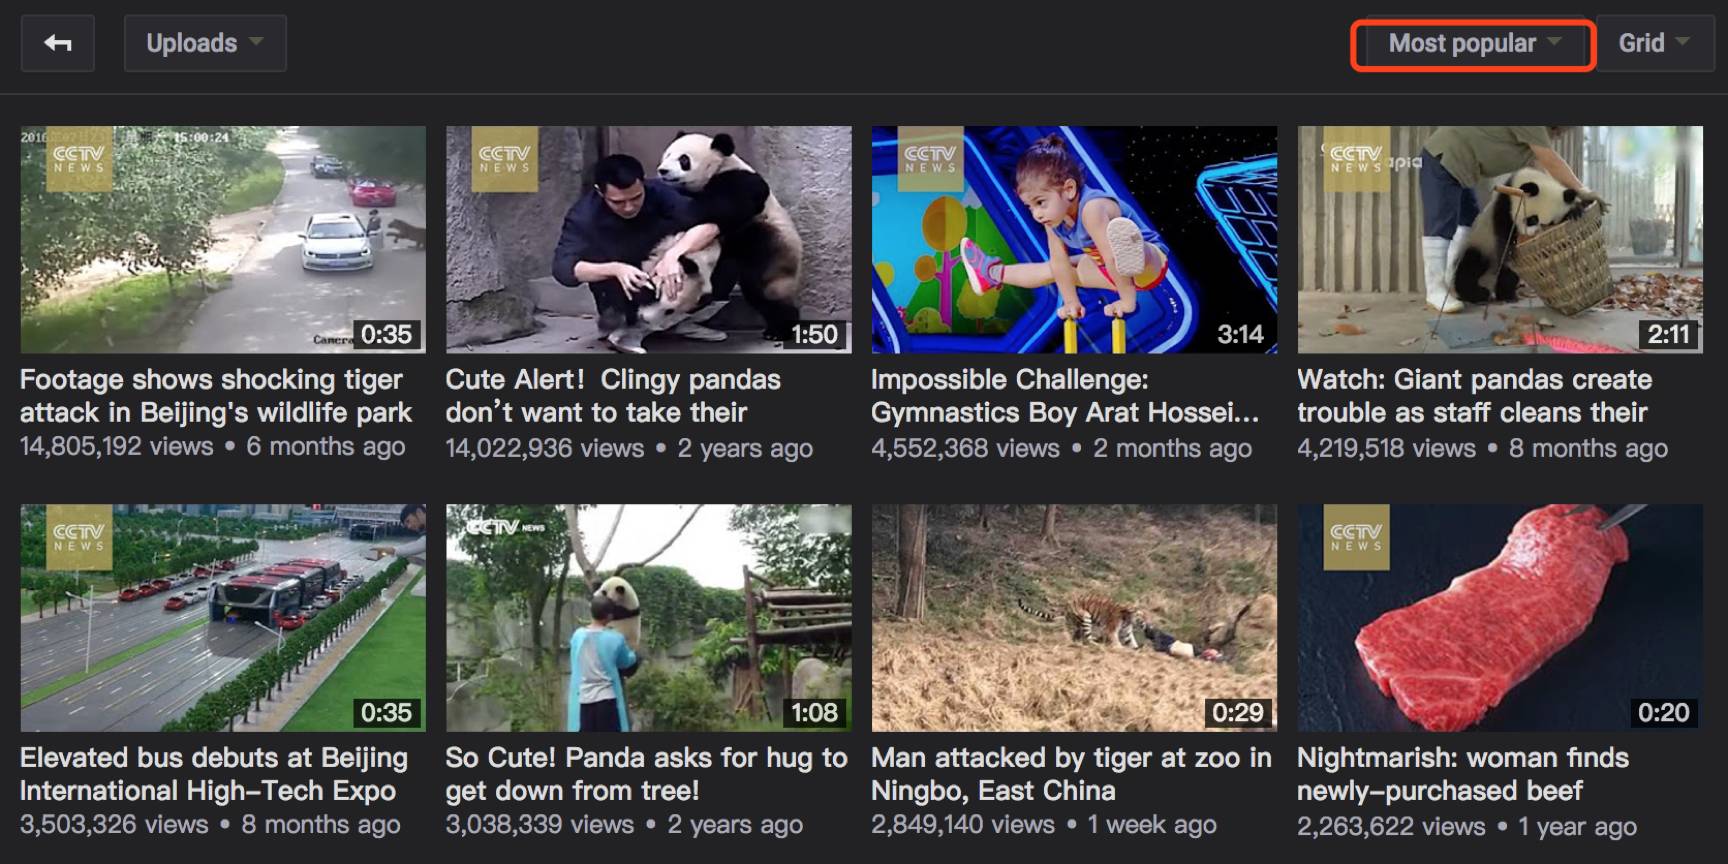 Uploads
Most popular
Grid
2016
15:00:24
CCTV
NEWS
Camera
0:35
CCTV
NEWS
1:50
CCTV
NEWS
3:14
CCTV
NEWS
apia
2:11
Footage shows shocking tiger
attack in Beijing's wildlife park
14,805,192 views • 6 months ago
Cute Alert! Clingy pandas
don’t want to take their
14,022,936 views • 2 years ago
Impossible Challenge:
Gymnastics Boy Arat Hossei...
4,552,368 views • 2 months ago
Watch: Giant pandas create
trouble as staff cleans their
4,219,518 views • 8 months ago
CCTV
NEWS
0:35
CCTV NEWS
1:08
0:29
CCTV
NEWS
0:20
Elevated bus debuts at Beijing
International High-Tech Expo
3,503,326 views • 8 months ago
So Cute! Panda asks for hug to
get down from tree!
3,038,339 views • 2 years ago
Man attacked by tiger at zoo in
Ningbo, East China
2,849,140 views • 1 week ago
Nightmarish: woman finds
newly-purchased beef
2,263,622 views • 1 year ago